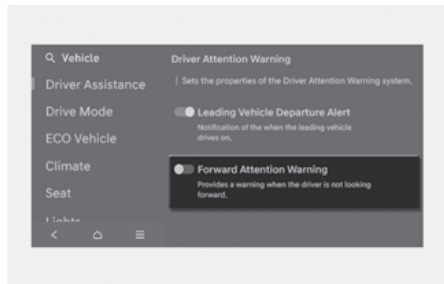 Vehicle
Driver Assistance
Drive Mode
ECO Vehicle
Climate
Seat
Lights
Driver Attention Warning
Sets the properties of the Driver Attention Warning system.
Leading Vehicle Departure Alert
Notification of the when the leading vehicle
drives on.
Forward Attention Warning
Provides a warning when the driver is not looking
forward.